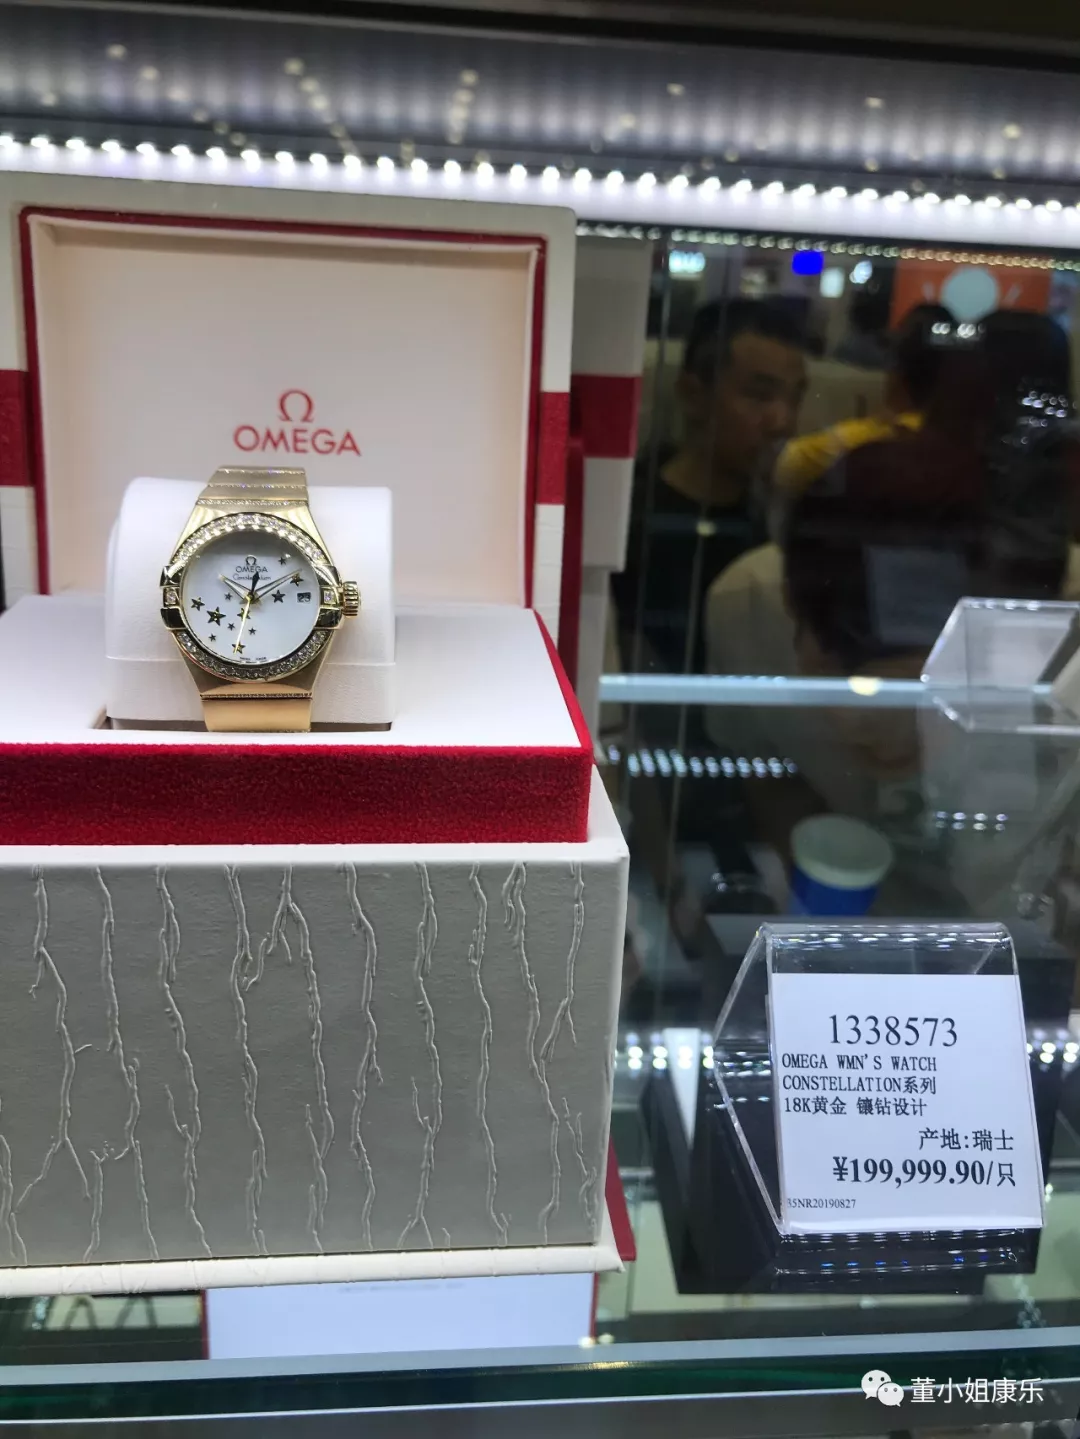 Ω
OMEGA
Ω
OMEGA
Constellation
1338573
OMEGA WMN'S WATCH
CONSTELLATION系列
18K黄金 镶钻设计
产地:瑞士
¥199,999.90/只
35NR20190827
董小姐康乐